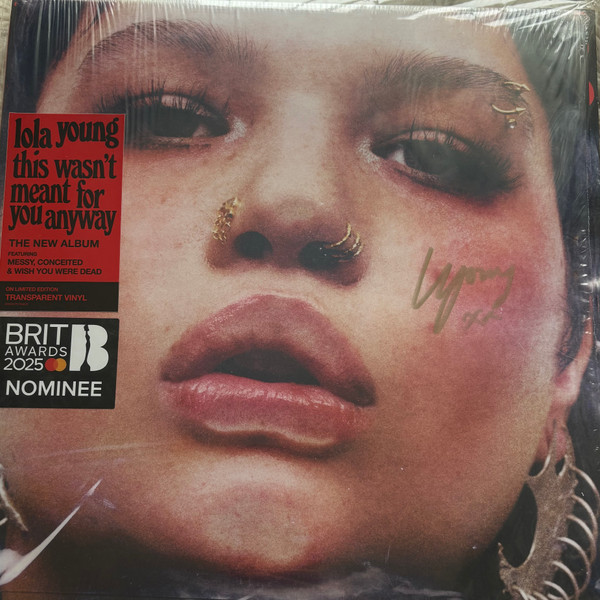 lola young
this wasn't
meant for
you anyway
THE NEW ALBUM
FEATURING
MESSY, CONCEITED
& WISH YOU WERE DEAD
ON LIMITED EDITION
TRANSPARENT VINYL
BRIT
AWARDS
2025
NOMINEE